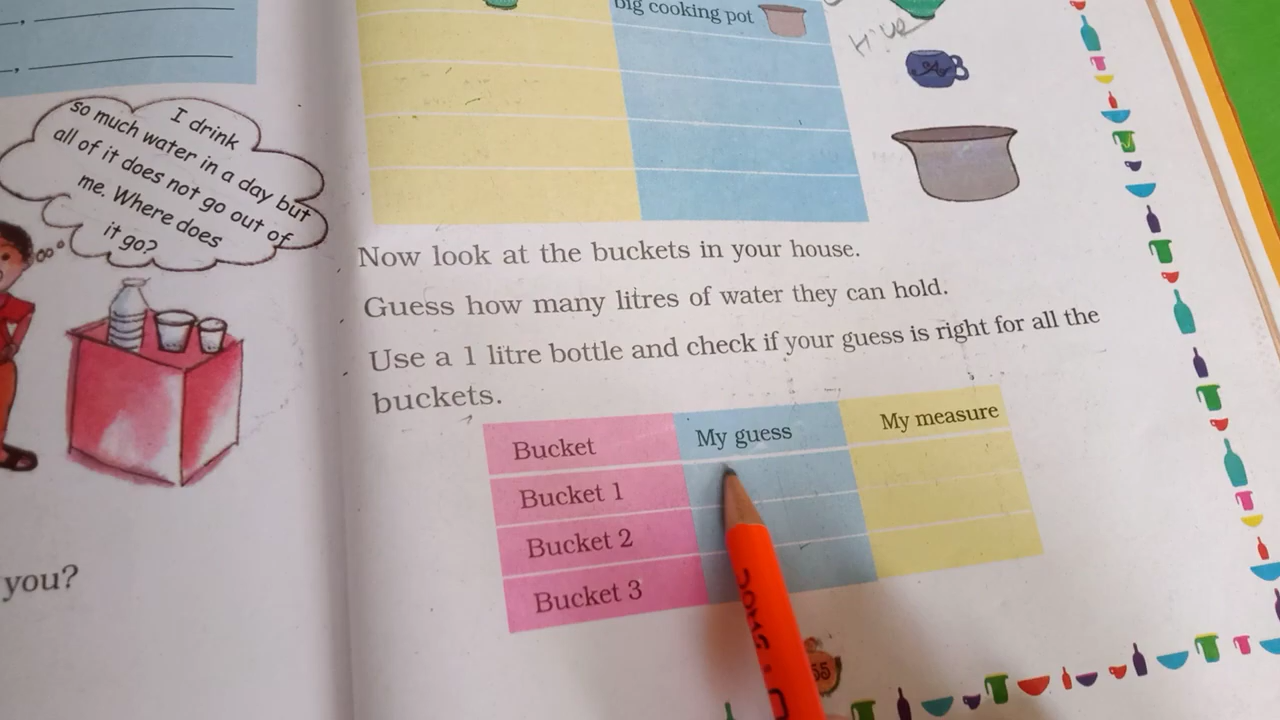 I drink
so much water in a day but
all of it does not go out of
me. Where does
it go?
you?
big cooking pot
Now look at the buckets in your house.
Guess how many litres of water they can hold.
Use a 1 litre bottle and check if your guess is right for all the
buckets.
Bucket My guess My measure
Bucket 1
Bucket 2
Bucket 3
55